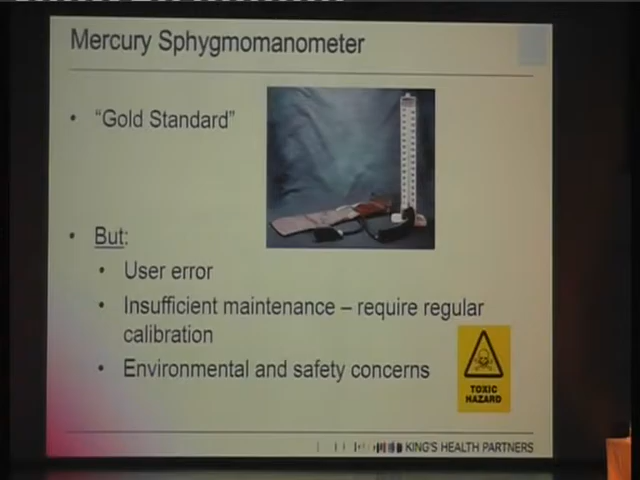 Mercury Sphygmomanometer
• “Gold Standard”
• But:
• User error
• Insufficient maintenance – require regular
calibration
• Environmental and safety concerns
TOXIC
HAZARD
KING'S HEALTH PARTNERS